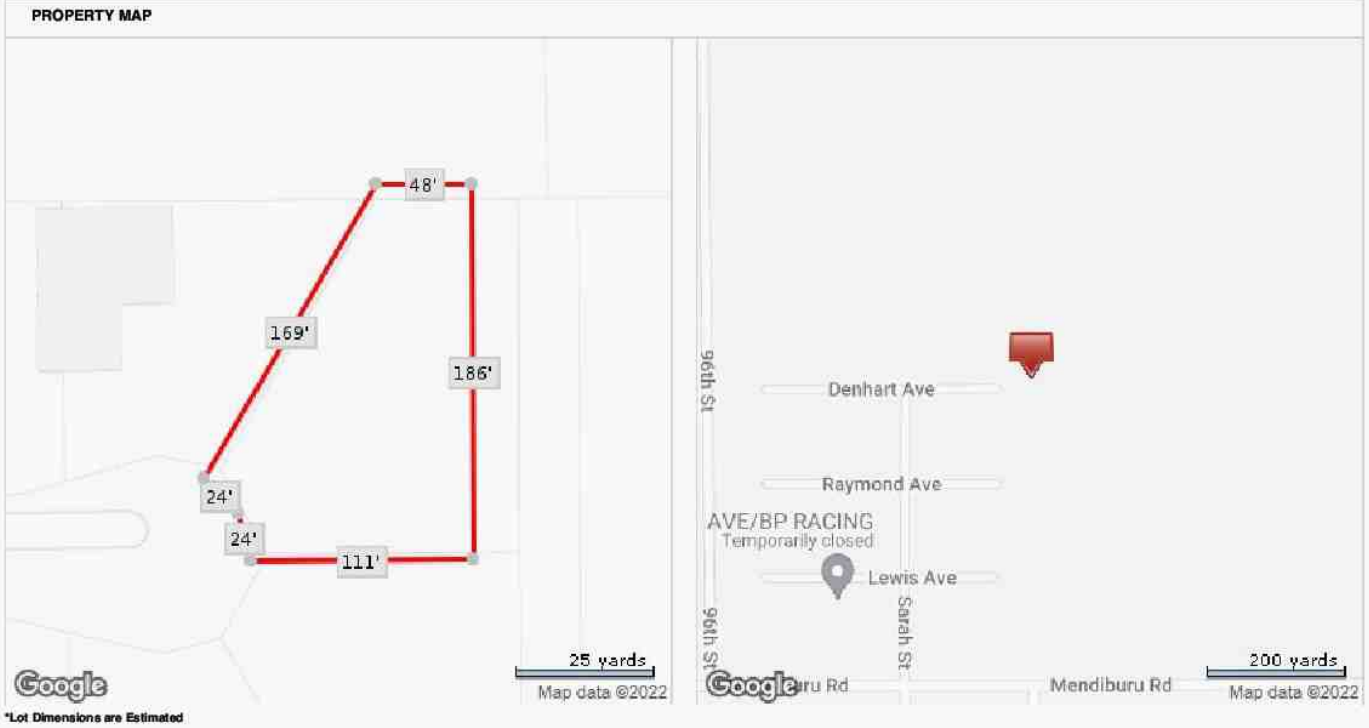 PROPERTY MAP
48'
169'
186'
24'
24'
111'
25 yards
Google
Map data ©2022
96th St
Denhart Ave
Raymond Ave
AVE/BP RACING
Temporarily closed
Lewis Ave
96th St
Sarah St
200 yards
Google
uru Rd
Mendiburu Rd
Map data ©2022
*Lot Dimensions are Estimated